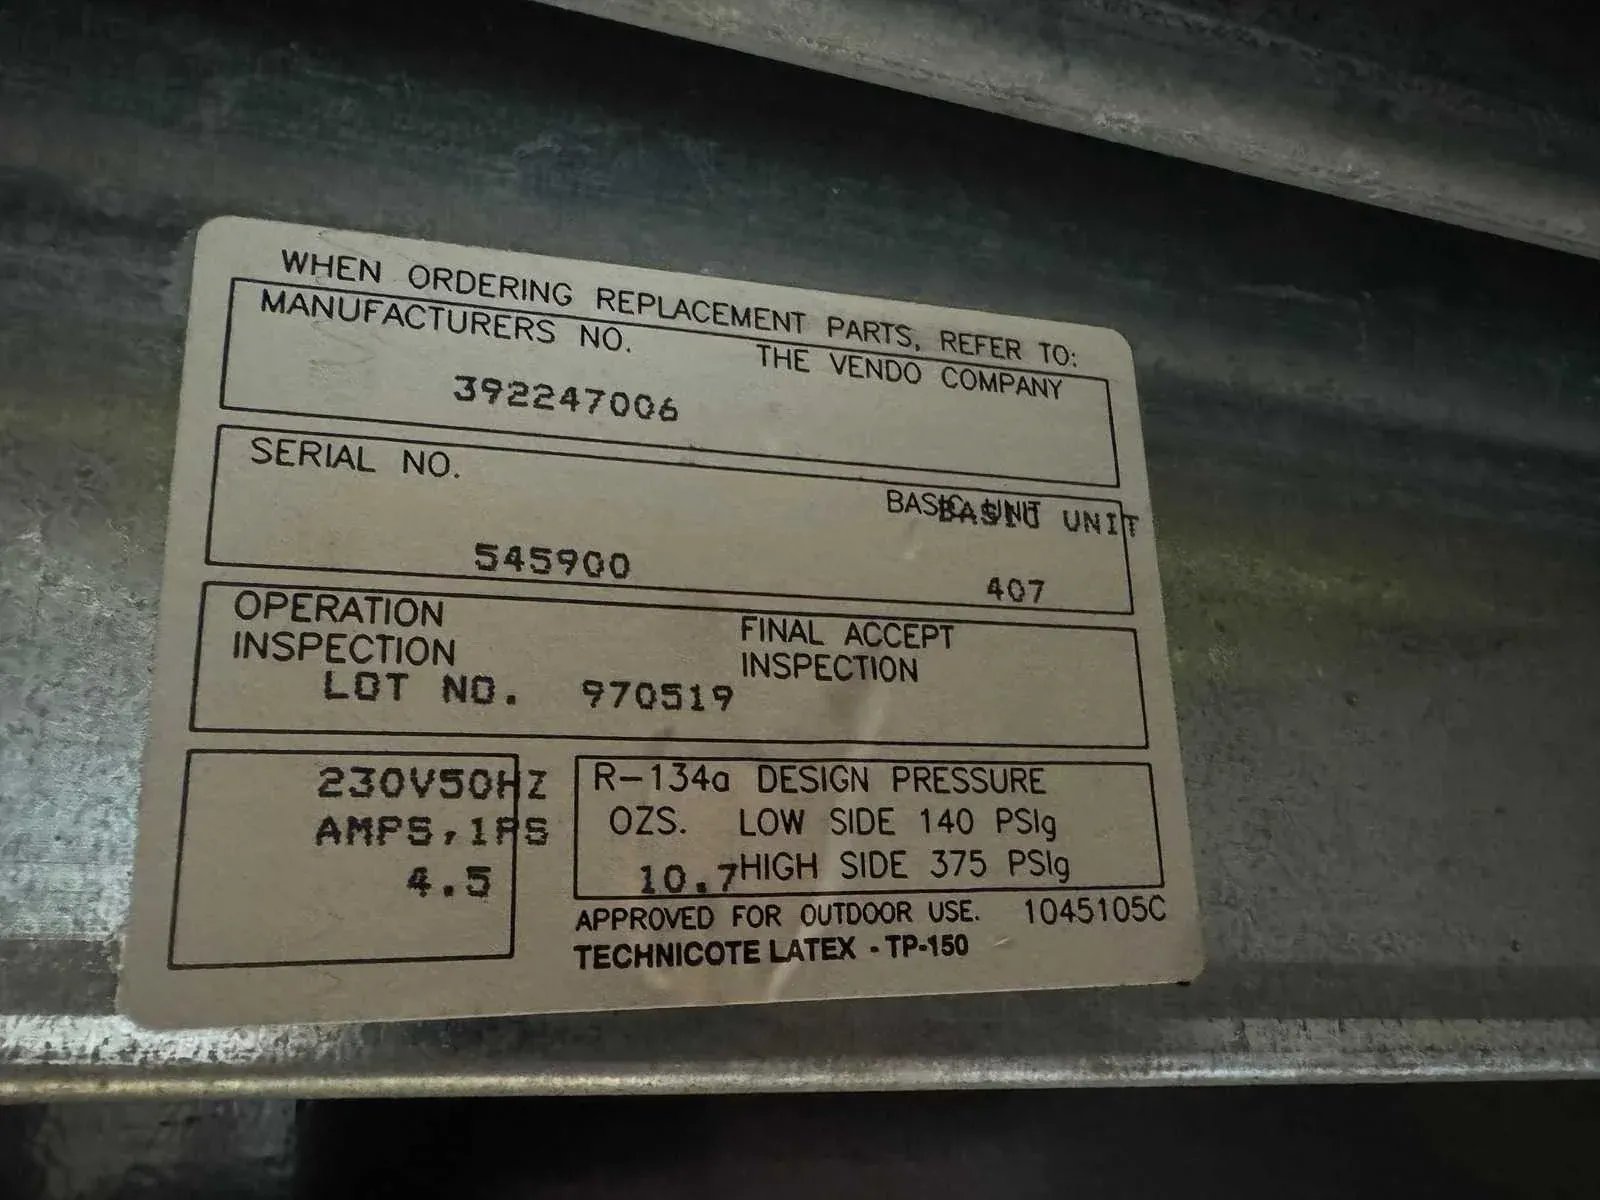 WHEN ORDERING REPLACEMENT PARTS, REFER TO:
MANUFACTURERS NO. THE VENDO COMPANY
392247006
SERIAL NO.
BASIC UNIT BASIC UNIT
545900 407
OPERATION INSPECTION FINAL ACCEPT INSPECTION
LOT NO. 970519
230V50HZ
AMPS,1PS
4.5
R-134a DESIGN PRESSURE
OZS. LOW SIDE 140 PSIg
10.7 HIGH SIDE 375 PSIg
APPROVED FOR OUTDOOR USE. 1045105C
TECHNICOTE LATEX - TP-150